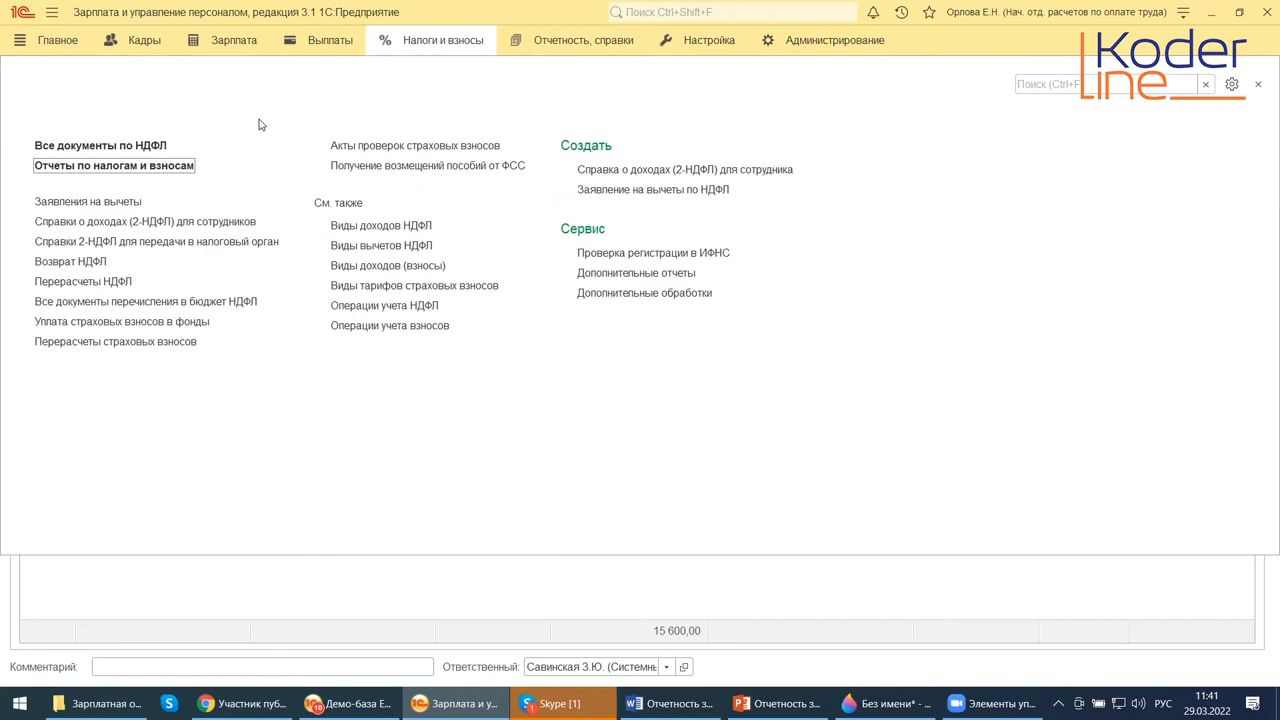 Зарплата и управление персоналом, редакция 3.1 1С:Предприятие
Поиск Ctrl+Shift+F
Орлова Е.Н. (Нач. отд. расчетов по оплате труда)
Главное
Кадры
Зарплата
Выплаты
Налоги и взносы
Отчетность, справки
Настройка
Администрирование
Koder
line
Поиск (Ctrl+F
Все документы по НДФЛ
Отчеты по налогам и взносам
Заявления на вычеты
Справки о доходах (2-НДФЛ) для сотрудников
Справки 2-НДФЛ для передачи в налоговый орган
Возврат НДФЛ
Перерасчеты НДФЛ
Все документы перечисления в бюджет НДФЛ
Уплата страховых взносов в фонды
Перерасчеты страховых взносов
Акты проверок страховых взносов
Получение возмещений пособий от ФСС
См. также
Виды доходов НДФЛ
Виды вычетов НДФЛ
Виды доходов (взносы)
Виды тарифов страховых взносов
Операции учета НДФЛ
Операции учета взносов
Создать
Справка о доходах (2-НДФЛ) для сотрудника
Заявление на вычеты по НДФЛ
Сервис
Проверка регистрации в ИФНС
Дополнительные отчеты
Дополнительные обработки
15 600,00
Комментарий:
Ответственный:
Савинская З.Ю. (Системнь
Зарплатная о...
Участник пуб...
Демо-база Е...
Зарплата и у...
Skype [1]
Отчетность з...
Отчетность з...
Без имени* - ...
Элементы уп...
РУС
11:41
29.03.2022